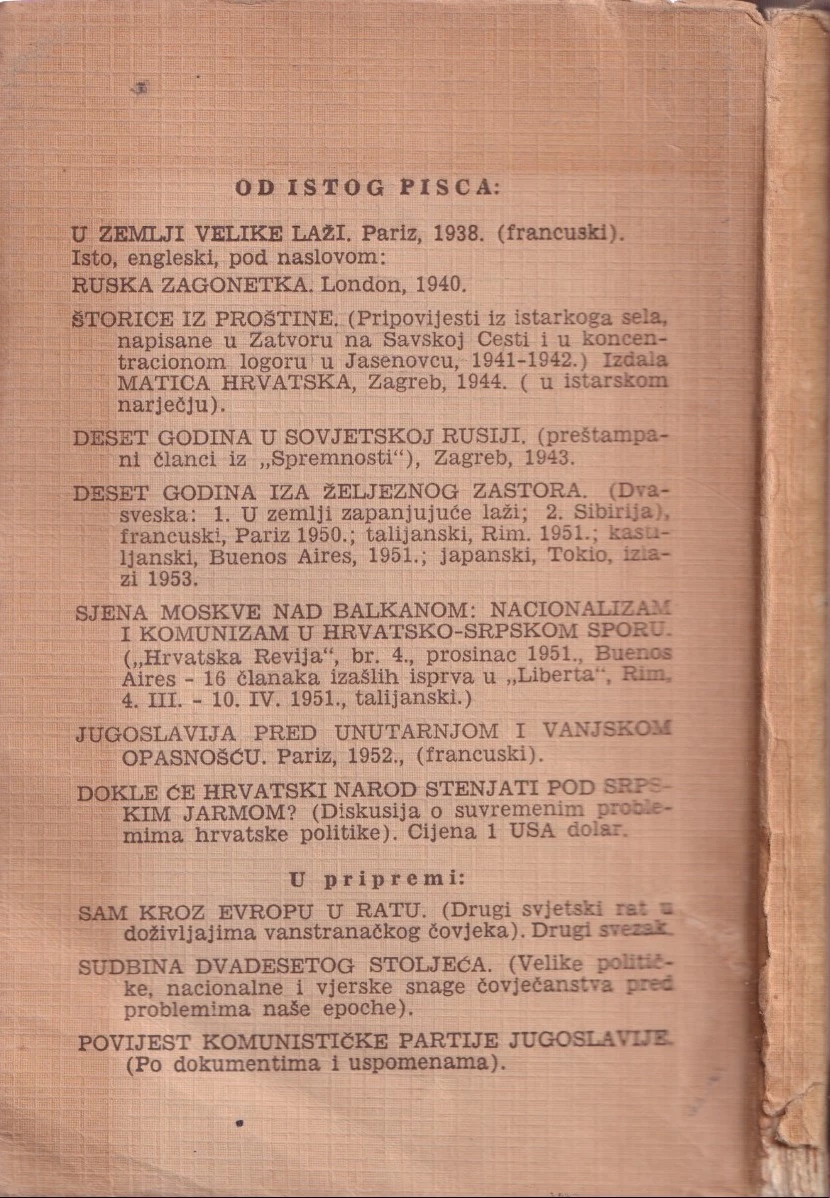 OD ISTOG PISCA:
U ZEMLJI VELIKE LAŽI. Pariz, 1938. (francuski).
Isto, engleski, pod naslovom:
RUSKA ZAGONETKA. London, 1940.
ŠTORICE IZ PROŠTINE. (Pripovijesti iz istarkoga sela,
napisane u Zatvoru na Savskoj Cesti i u koncen-
tracionom logoru u Jasenovcu, 1941-1942.) Izdala
MATICA HRVATSKA, Zagreb, 1944. ( u istarskom
narječju).
DESET GODINA U SOVJETSKOJ RUSIJI. (preštampa-
ni članci iz „Spremnosti“), Zagreb, 1943.
DESET GODINA IZA ŽELJEZNOG ZASTORA. (Dva-
sveska: 1. U zemlji zapanjujuće laži; 2. Sibirija),
francuski, Pariz 1950.; talijanski, Rim. 1951.; kasti-
ljanski, Buenos Aires, 1951.; japanski, Tokio, izla-
zi 1953.
SJENA MOSKVE NAD BALKANOM: NACIONALIZAM
I KOMUNIZAM U HRVATSKO-SRPSKOM SPORU.
(„Hrvatska Revija“, br. 4., prosinac 1951., Buenos
Aires - 16 članaka izašlih isprva u „Liberta“, Rim,
4. III. - 10. IV. 1951., talijanski.)
JUGOSLAVIJA PRED UNUTARNJOM I VANJSKOM
OPASNOŠĆU. Pariz, 1952., (francuski).
DOKLE ĆE HRVATSKI NAROD STENJATI POD SRPS-
KIM JARMOM? (Diskusija o suvremenim proble-
mima hrvatske politike). Cijena 1 USA dolar.
U pripremi:
SAM KROZ EVROPU U RATU. (Drugi svjetski rat u
doživljajima vanstranačkog čovjeka). Drugi svezak.
SUDBINA DVADESETOG STOLJEĆA. (Velike politič-
ke, nacionalne i vjerske snage čovječanstva pred
problemima naše epoche).
POVIJEST KOMUNISTIČKE PARTIJE JUGOSLAVIJE.
(Po dokumentima i uspomenama).